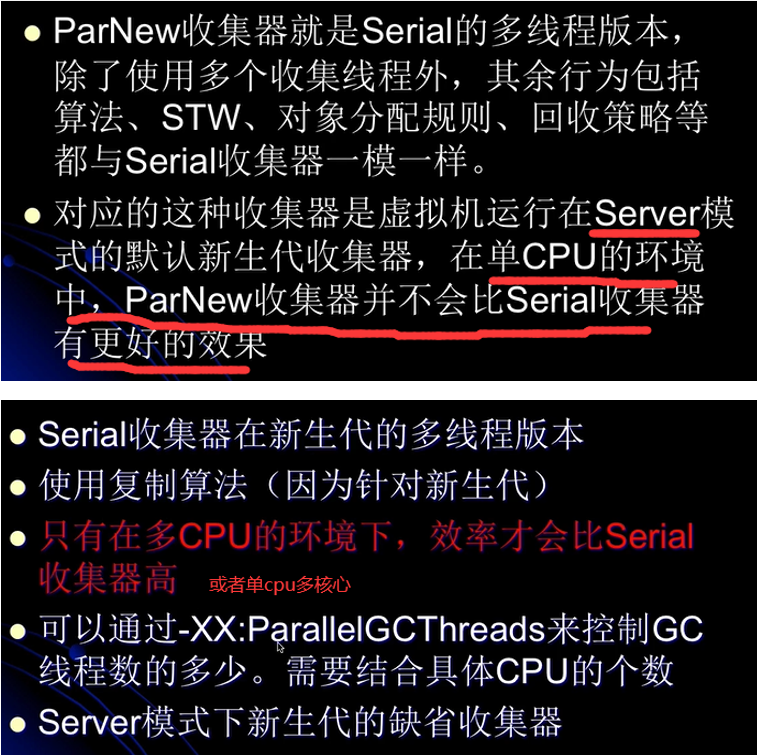 ParNew收集器就是Serial的多线程版本，
除了使用多个收集线程外，其余行为包括
算法、STW、对象分配规则、回收策略等
都与Serial收集器一模一样。
对应的这种收集器是虚拟机运行在Server模
式的默认新生代收集器，在单CPU的环境
中，ParNew收集器并不会比Serial收集器
有更好的效果
Serial收集器在新生代的多线程版本
使用复制算法（因为针对新生代）
只有在多CPU的环境下，效率才会比Serial
收集器高 或者单cpu多核心
可以通过-XX:ParallelGCThreads来控制GC
线程数的多少。需要结合具体CPU的个数
Server模式下新生代的缺省收集器